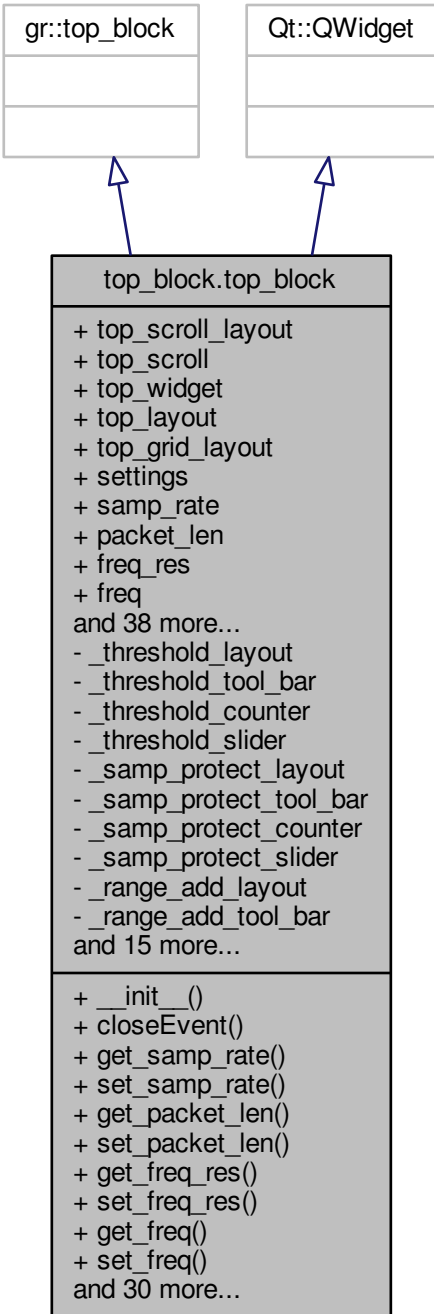 gr::top_block
Qt::QWidget
top_block.top_block
+ top_scroll_layout
+ top_scroll
+ top_widget
+ top_layout
+ top_grid_layout
+ settings
+ samp_rate
+ packet_len
+ freq_res
+ freq
and 38 more...
- _threshold_layout
- _threshold_tool_bar
- _threshold_counter
- _threshold_slider
- _samp_protect_layout
- _samp_protect_tool_bar
- _samp_protect_counter
- _samp_protect_slider
- _range_add_layout
- _range_add_tool_bar
and 15 more...
+ __init__()
+ closeEvent()
+ get_samp_rate()
+ set_samp_rate()
+ get_packet_len()
+ set_packet_len()
+ get_freq_res()
+ set_freq_res()
+ get_freq()
+ set_freq()
and 30 more...